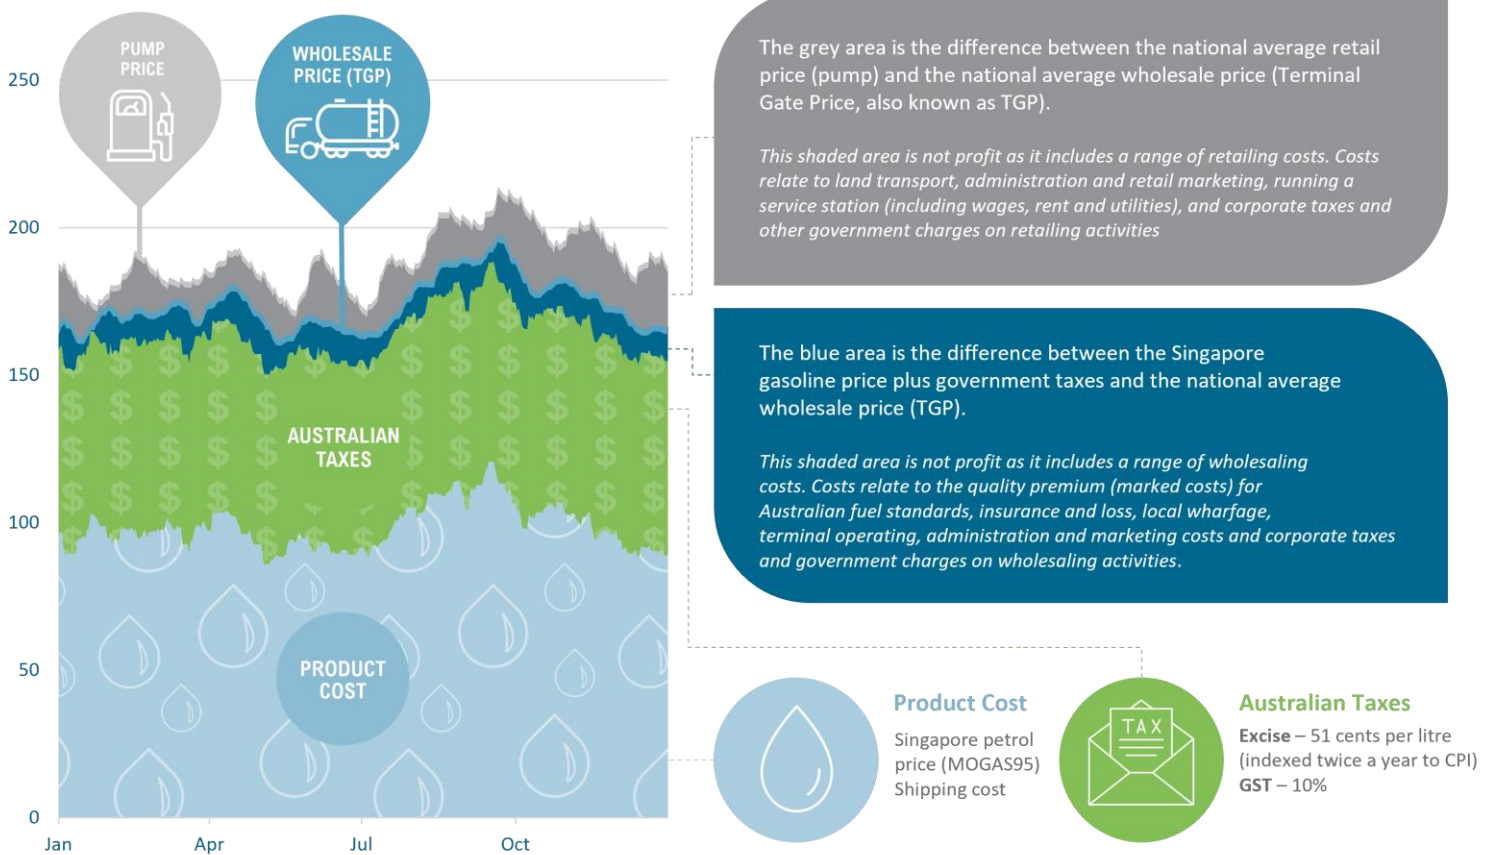 PUMP
PRICE
WHOLESALE
PRICE (TGP)
250
200
150
100
50
0
Jan
Apr
Jul
Oct
AUSTRALIAN
TAXES
PRODUCT
COST
The grey area is the difference between the national average retail
price (pump) and the national average wholesale price (Terminal
Gate Price, also known as TGP).
This shaded area is not profit as it includes a range of retailing costs. Costs
relate to land transport, administration and retail marketing, running a
service station (including wages, rent and utilities), and corporate taxes and
other government charges on retailing activities
The blue area is the difference between the Singapore
gasoline price plus government taxes and the national average
wholesale price (TGP).
This shaded area is not profit as it includes a range of wholesaling
costs. Costs relate to the quality premium (marked costs) for
Australian fuel standards, insurance and loss, local wharfage,
terminal operating, administration and marketing costs and corporate taxes
and government charges on wholesaling activities.
Product Cost
Singapore petrol
price (MOGAS95)
Shipping cost
TAX
Australian Taxes
Excise – 51 cents per litre
(indexed twice a year to CPI)
GST – 10%